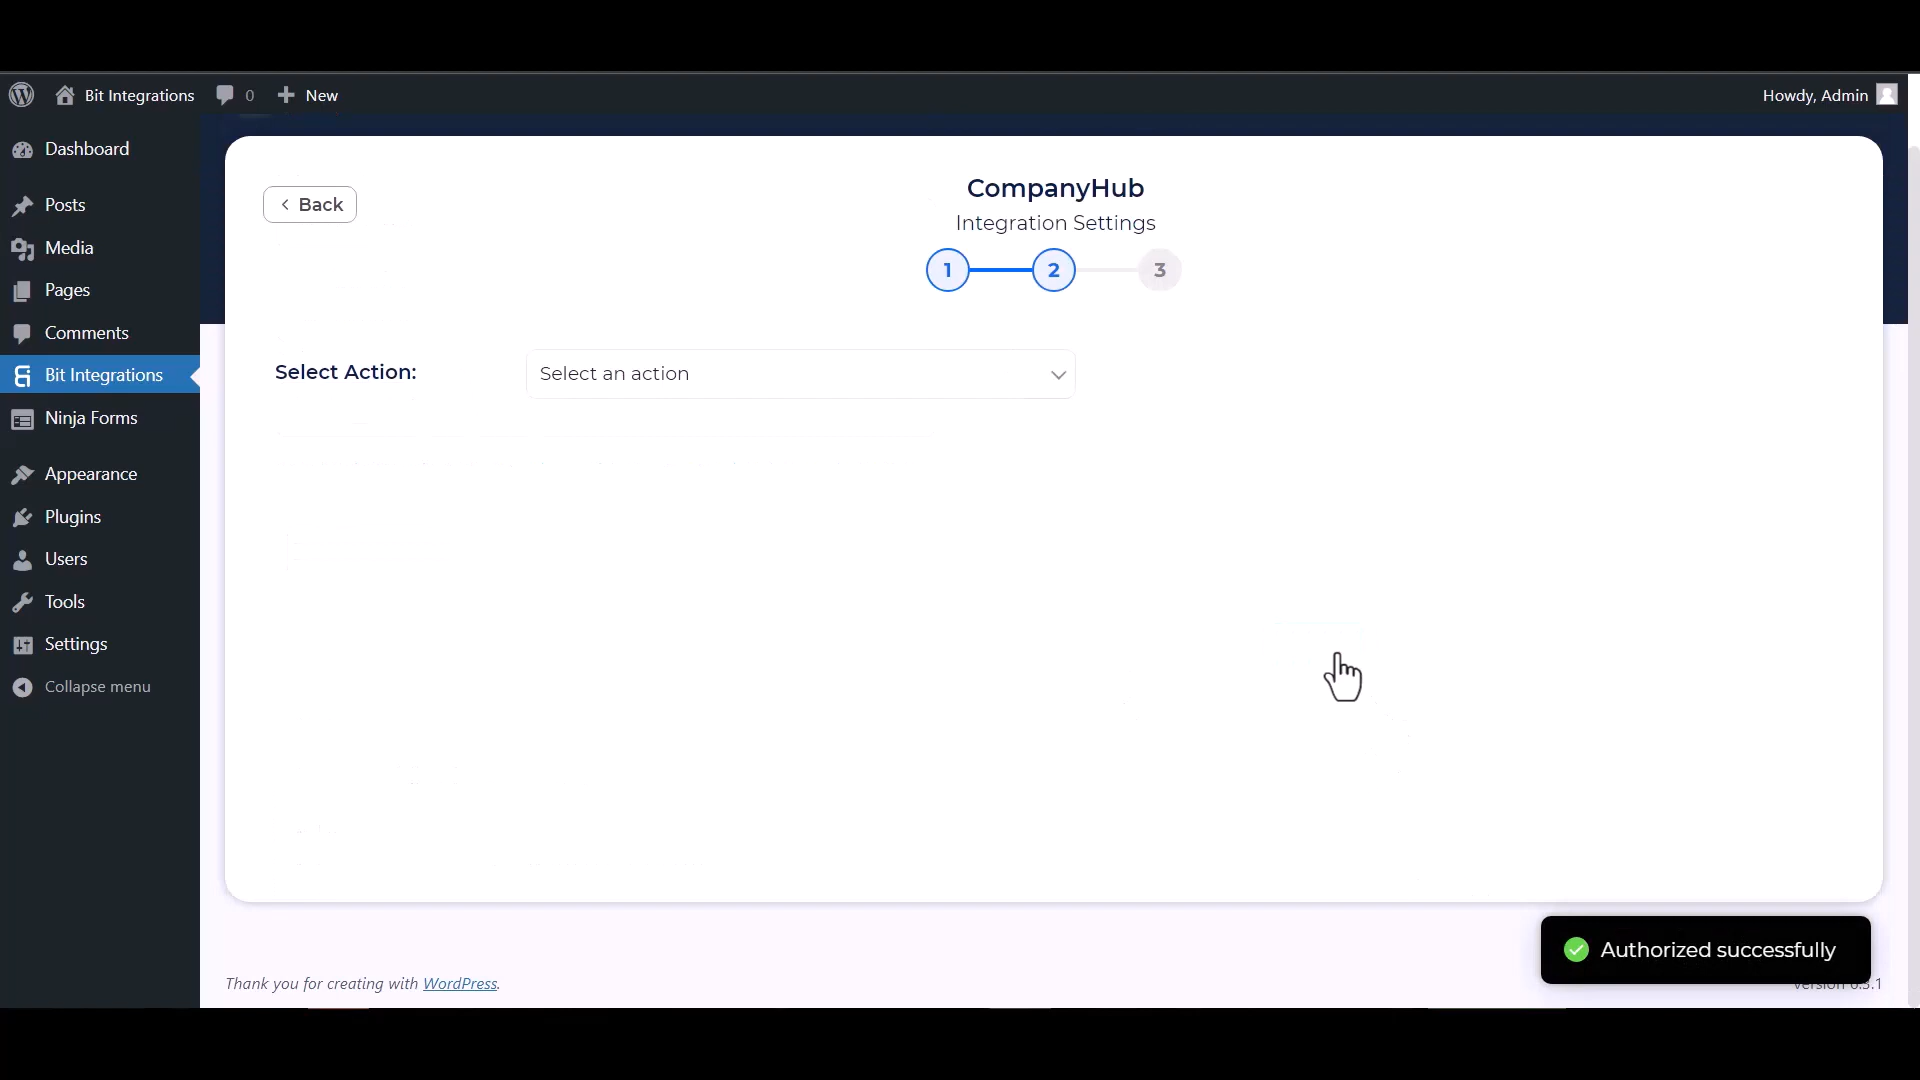 Bit Integrations
0
New
Howdy, Admin
Dashboard
Posts
Media
Pages
Comments
Bit Integrations
Ninja Forms
Appearance
Plugins
Users
Tools
Settings
Collapse menu
Back
CompanyHub
Integration Settings
1
2
3
Select Action:
Select an action
Authorized successfully
Thank you for creating with WordPress.